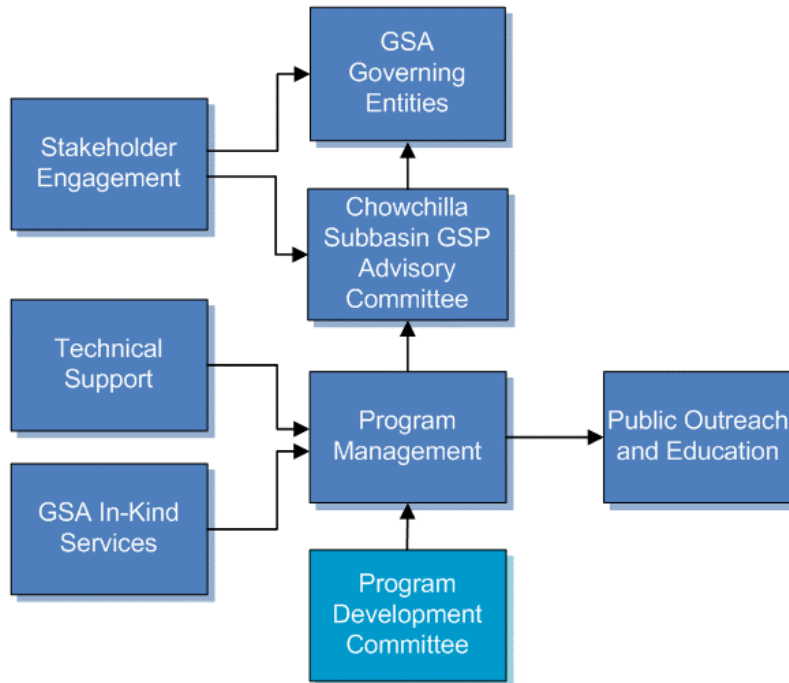 GSA
Governing
Entities
Stakeholder
Engagement
Chowchilla
Subbasin GSP
Advisory
Committee
Technical
Support
Program
Management
Public Outreach
and Education
GSA In-Kind
Services
Program
Development
Committee